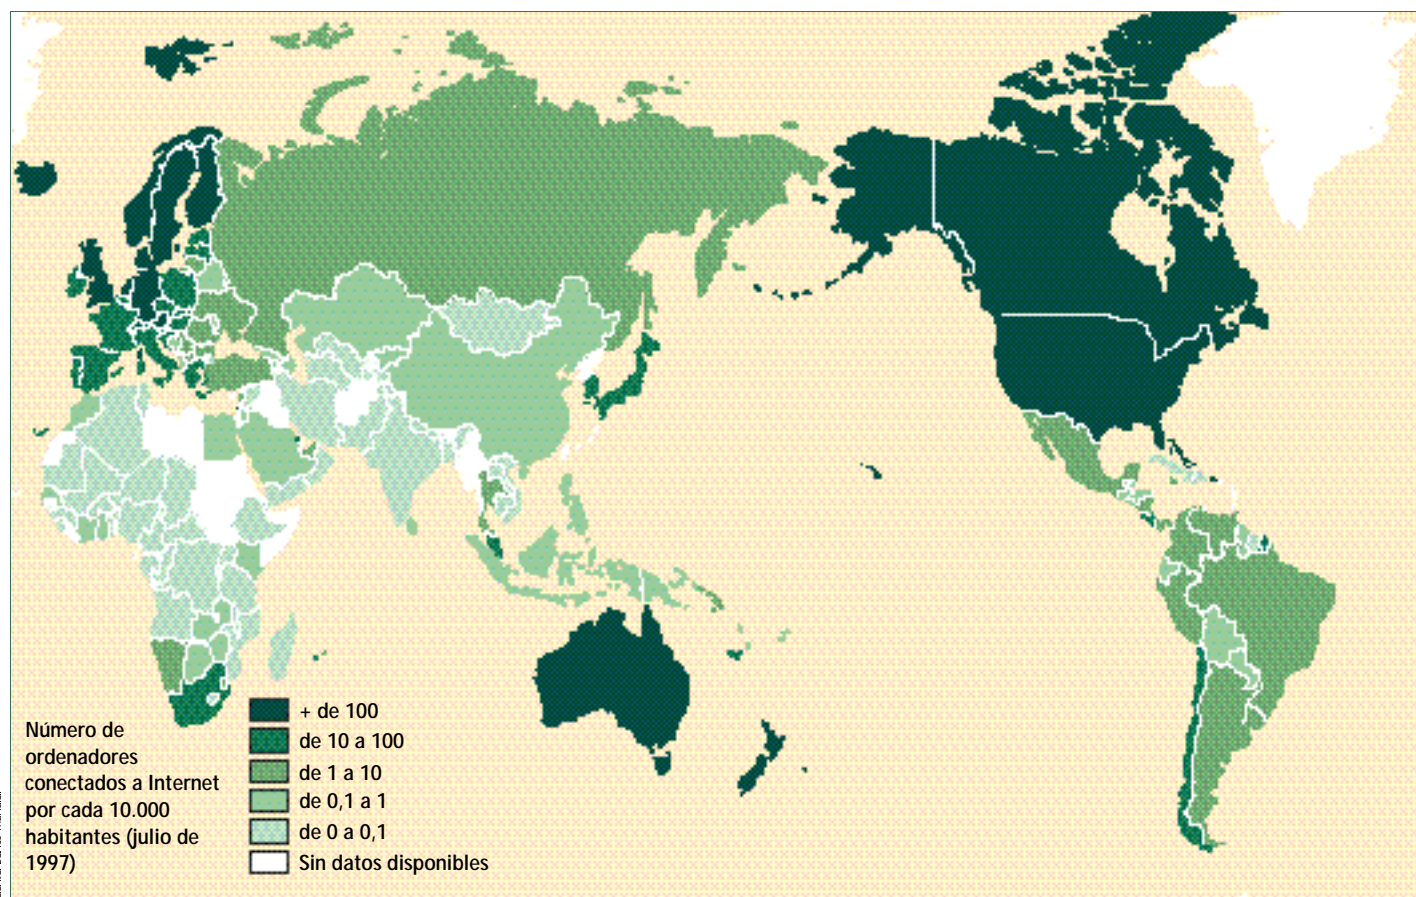 Número de
ordenadores
conectados a Internet
por cada 10.000
habitantes (julio de
1997)
+ de 100
de 10 a 100
de 1 a 10
de 0,1 a 1
de 0 a 0,1
Sin datos disponibles